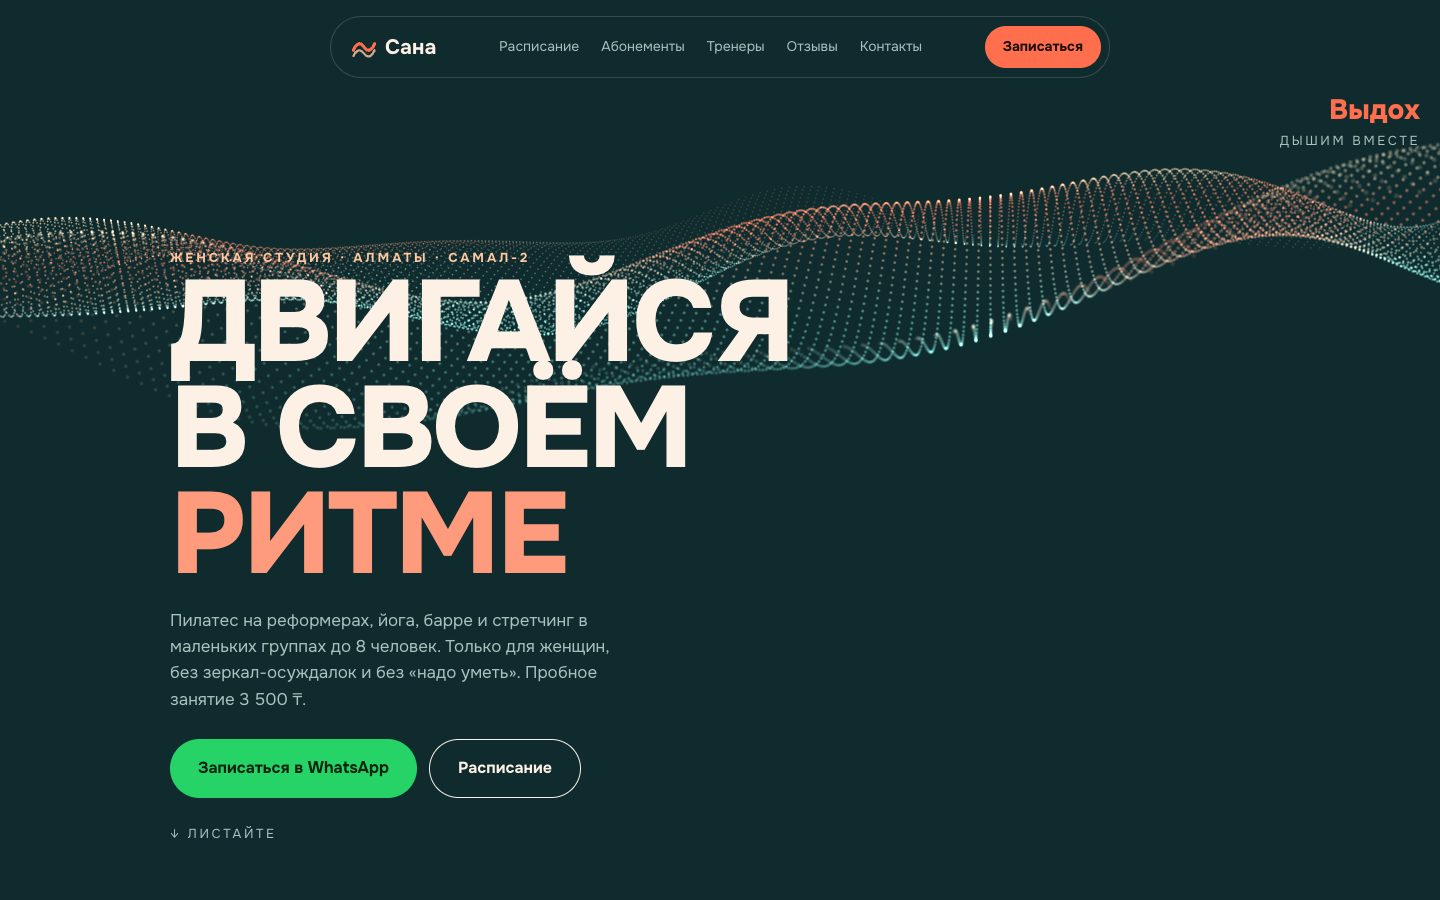 Сана
Расписание
Абонементы
Тренеры
Отзывы
Контакты
Записаться
Выдох
ДЫШИМ ВМЕСТЕ
ЖЕНСКАЯ СТУДИЯ · АЛМАТЫ · САМАЛ-2
ДВИГАЙСЯ
В СВОЁМ
РИТМЕ
Пилатес на реформерах, йога, барре и стретчинг в
маленьких группах до 8 человек. Только для женщин,
без зеркал-осуждалок и без «надо уметь». Пробное
занятие 3 500 ₸.
Записаться в WhatsApp
Расписание
↓ ЛИСТАЙТЕ